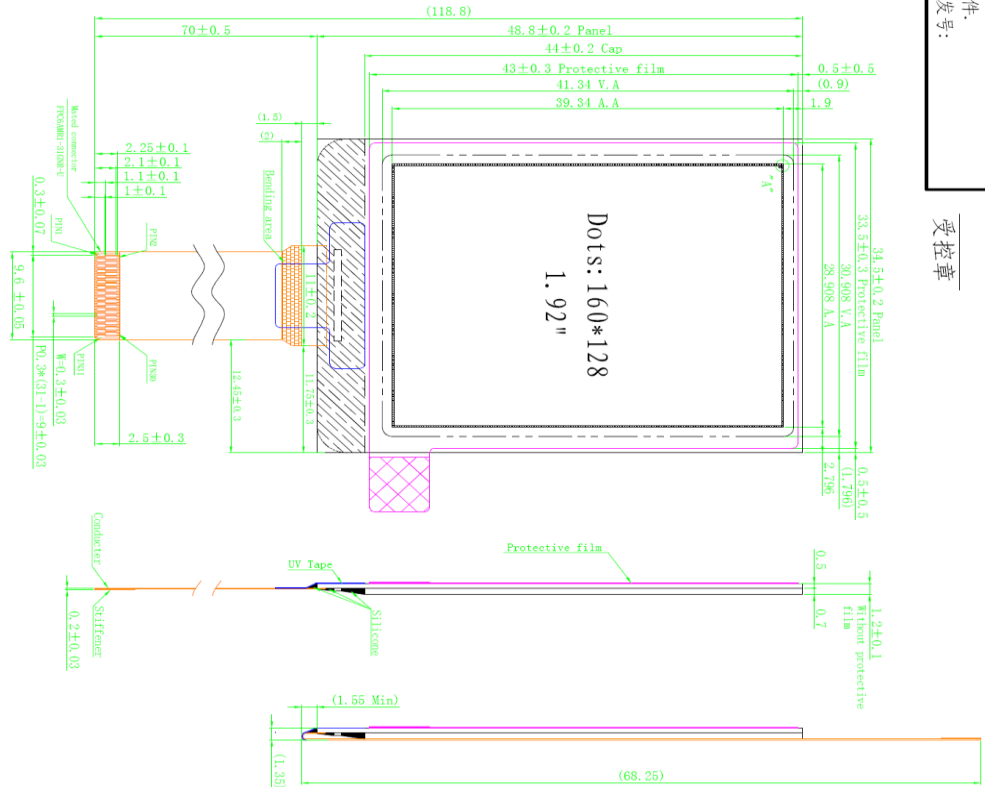 件.
发号:
受控章
(118.8)
70±0.5
48.8±0.2 Panel
44±0.2 Cap
43±0.3 Protective film
0.5±0.5
41.34 V.A
(0.9)
39.34 A.A
1.9
(1.5)
(2)
Mated connector
2.25±0.1
2.1±0.1
1.1±0.1
1±0.1
0.3±0.07
PIN1
PIN2
Bending area
9.6 ±0.05
W=0.3±0.03
P0.3*(31-1)=9±0.03
PIN31
PIN30
2.5±0.3
11±0.2
11.75±0.3
12.45±0.3
"A"
Dots:160*128
1.92"
34.5±0.2 Panel
33.5±0.3 Protective film
30.908 V.A
28.908 A.A
0.5±0.5
(1.796)
2.796
Conductor
Stiffener
0.2±0.03
UV Tape
Silicone
Protective film
0.5
0.7
1.2±0.1
Without protective
film
(1.55 Min)
(1.35)
(68.25)